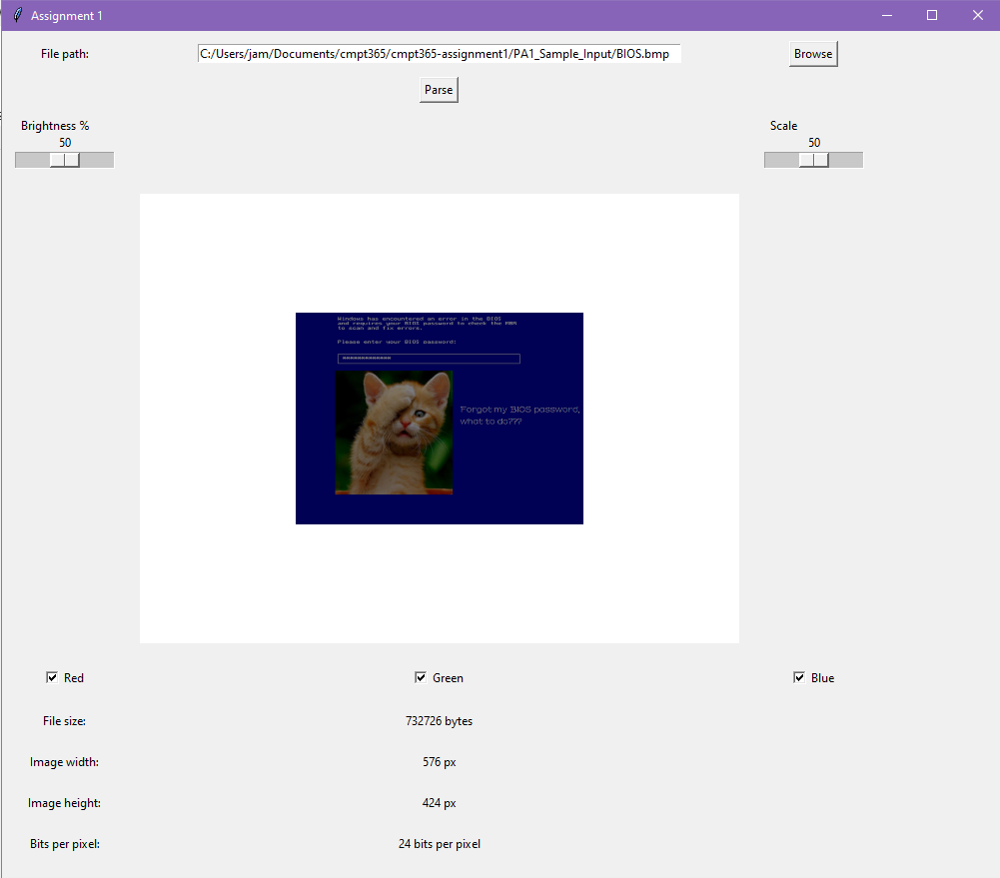 Assignment 1
File path:
C:/Users/jam/Documents/cmpt365/cmpt365-assignment1/PA1_Sample_Input/BIOS.bmp
Browse
Parse
Brightness %
50
Scale
50
Windows has encountered an error in the BIOS
and requires your BIOS password to check the MBR
to scan and fix errors.
Please enter your BIOS password:
*************
Forgot my BIOS password,
what to do???
Red
Green
Blue
File size:
732726 bytes
Image width:
576 px
Image height:
424 px
Bits per pixel:
24 bits per pixel